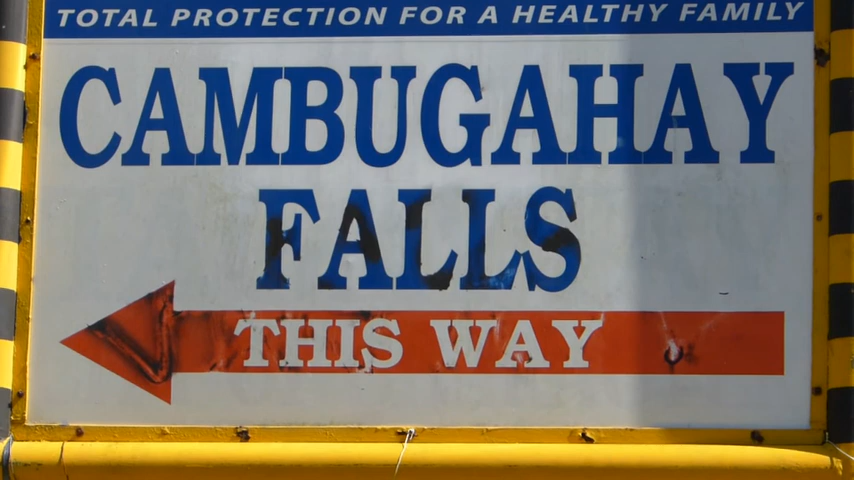 TOTAL PROTECTION FOR A HEALTHY FAMILY
CAMBUGAHAY
FALLS
THIS WAY